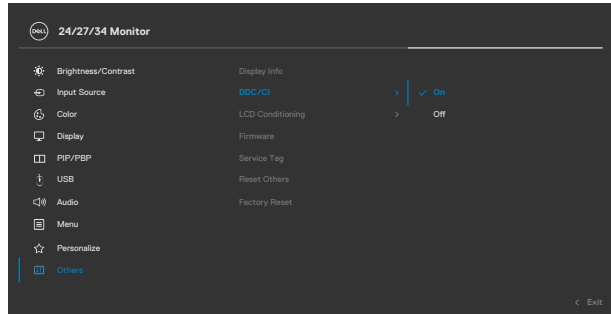 DELL 24/27/34 Monitor
Brightness/Contrast Display Info
Input Source DDC/CI > ✓ On
Color LCD Conditioning > Off
Display Firmware
PIP/PBP Service Tag
USB Reset Others
Audio Factory Reset
Menu
Personalize
Others
< Exit